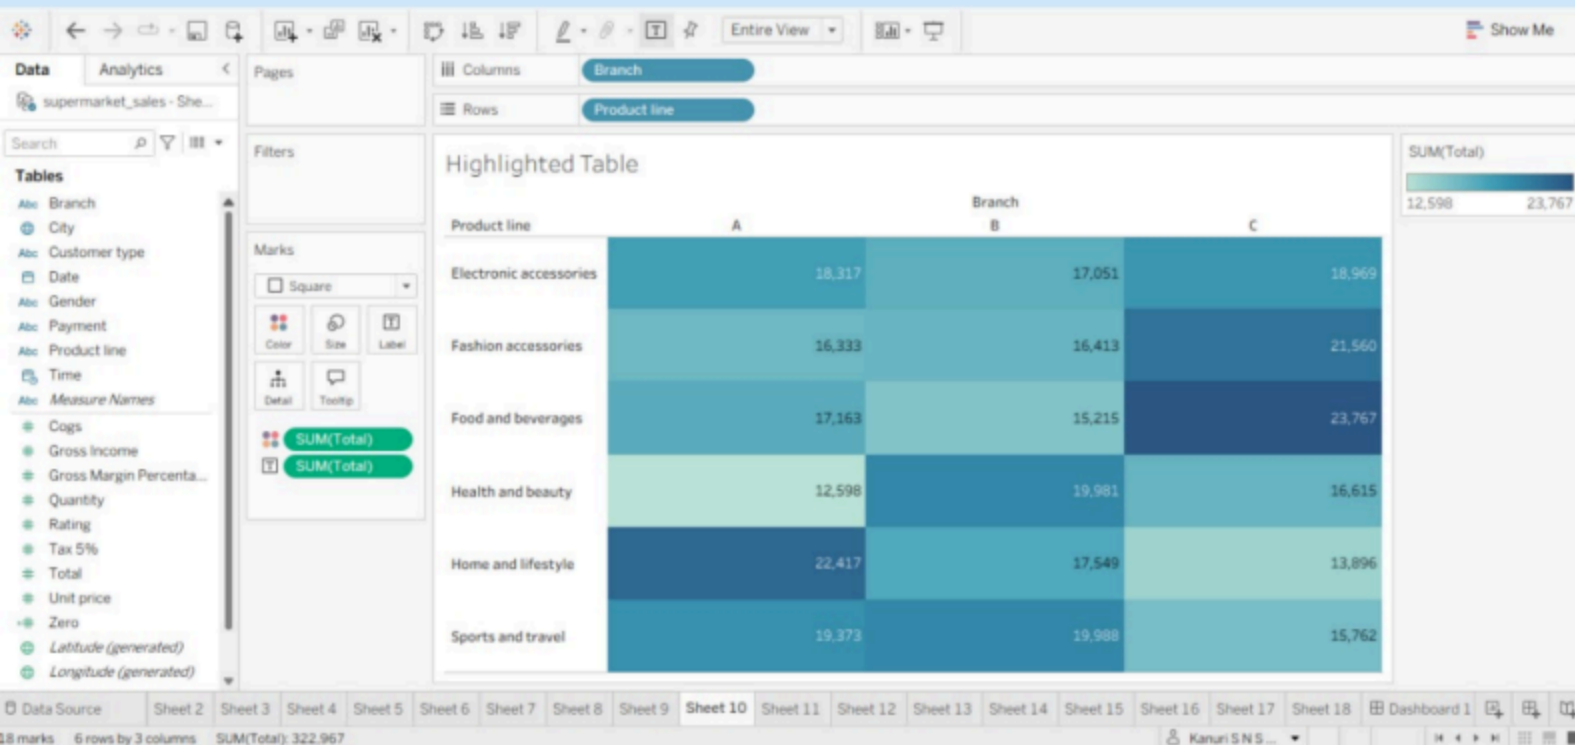 Entire View
Show Me
Data Analytics
supermarket_sales - She...
Search
Tables
Abc Branch
City
Abc Customer type
Date
Abc Gender
Abc Payment
Abc Product line
Time
Abc Measure Names
Cogs
Gross Income
Gross Margin Percenta...
Quantity
Rating
Tax 5%
Total
Unit price
Zero
Latitude (generated)
Longitude (generated)
Pages
Filters
Marks
Square
Color Size Label
Detail Tooltip
SUM(Total)
SUM(Total)
Columns Branch
Rows Product line
Highlighted Table
Branch
Product line A B C
Electronic accessories 18,317 17,051 18,969
Fashion accessories 16,333 16,413 21,560
Food and beverages 17,163 15,215 23,767
Health and beauty 12,598 19,981 16,615
Home and lifestyle 22,417 17,549 13,896
Sports and travel 19,373 19,988 15,762
SUM(Total)
12,598 23,767
Data Source Sheet 2 Sheet 3 Sheet 4 Sheet 5 Sheet 6 Sheet 7 Sheet 8 Sheet 9 Sheet 10 Sheet 11 Sheet 12 Sheet 13 Sheet 14 Sheet 15 Sheet 16 Sheet 17 Sheet 18 Dashboard 1
18 marks 6 rows by 3 columns SUM(Total): 322,967 Kanuri S N S ...